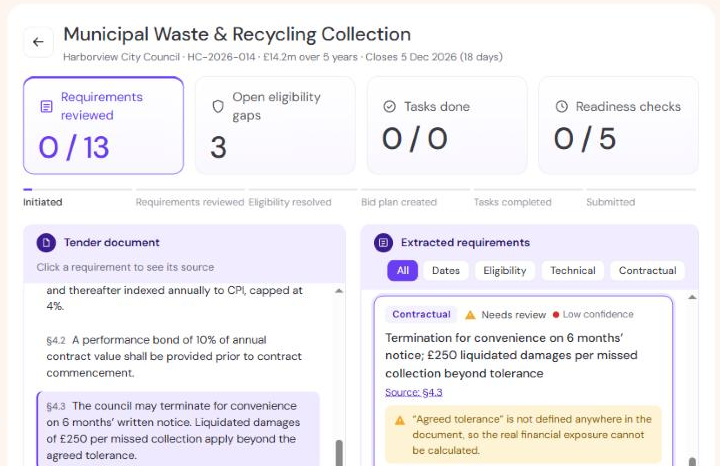 Municipal Waste & Recycling Collection
Harborview City Council · HC-2026-014 · £14.2m over 5 years · Closes 5 Dec 2026 (18 days)
Requirements
reviewed
0 / 13
Open eligibility
gaps
3
Tasks done
0 / 0
Readiness checks
0 / 5
Initiated
Requirements reviewed
Eligibility resolved
Bid plan created
Tasks completed
Submitted
Tender document
Click a requirement to see its source
and thereafter indexed annually to CPI, capped at
4%.
§4.2 A performance bond of 10% of annual
contract value shall be provided prior to contract
commencement.
§4.3 The council may terminate for convenience
on 6 months’ written notice. Liquidated damages
of £250 per missed collection apply beyond the
agreed tolerance.
Extracted requirements
All Dates Eligibility Technical Contractual
Contractual Needs review Low confidence
Termination for convenience on 6 months’
notice; £250 liquidated damages per missed
collection beyond tolerance
Source: §4.3
“Agreed tolerance” is not defined anywhere in the
document, so the real financial exposure cannot
be calculated.